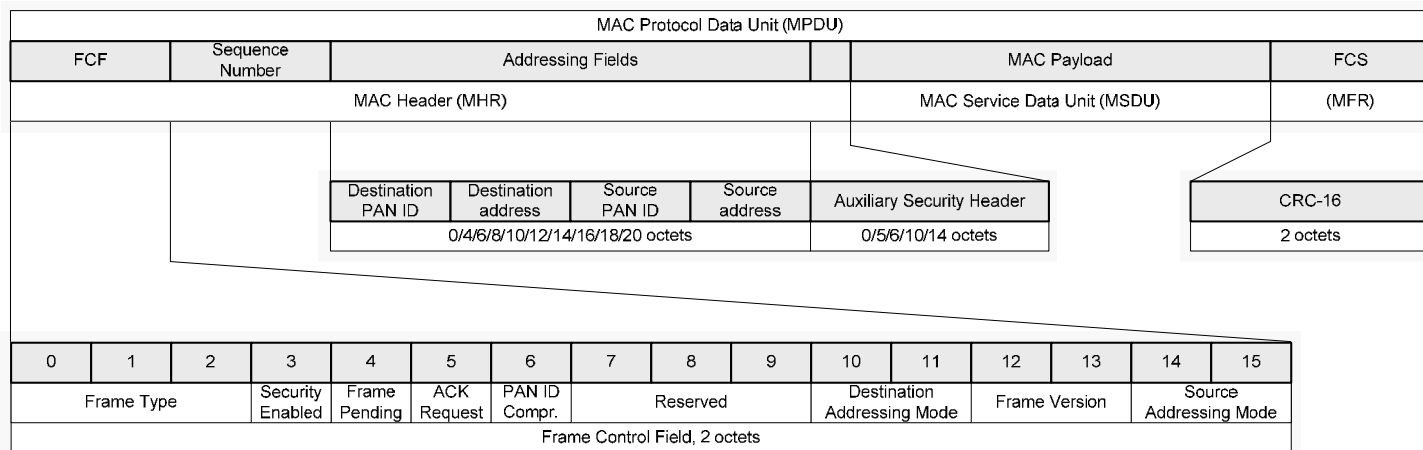 MAC Protocol Data Unit (MPDU)
FCF
Sequence
Number
Addressing Fields
MAC Payload
FCS
MAC Header (MHR)
MAC Service Data Unit (MSDU)
(MFR)
Destination
PAN ID
Destination
address
Source
PAN ID
Source
address
Auxiliary Security Header
CRC-16
0/4/6/8/10/12/14/16/18/20 octets
0/5/6/10/14 octets
2 octets
0 1 2 3 4 5 6 7 8 9 10 11 12 13 14 15
Frame Type
Security
Enabled
Frame
Pending
ACK
Request
PAN ID
Compr.
Reserved
Destination
Addressing Mode
Frame Version
Source
Addressing Mode
Frame Control Field, 2 octets